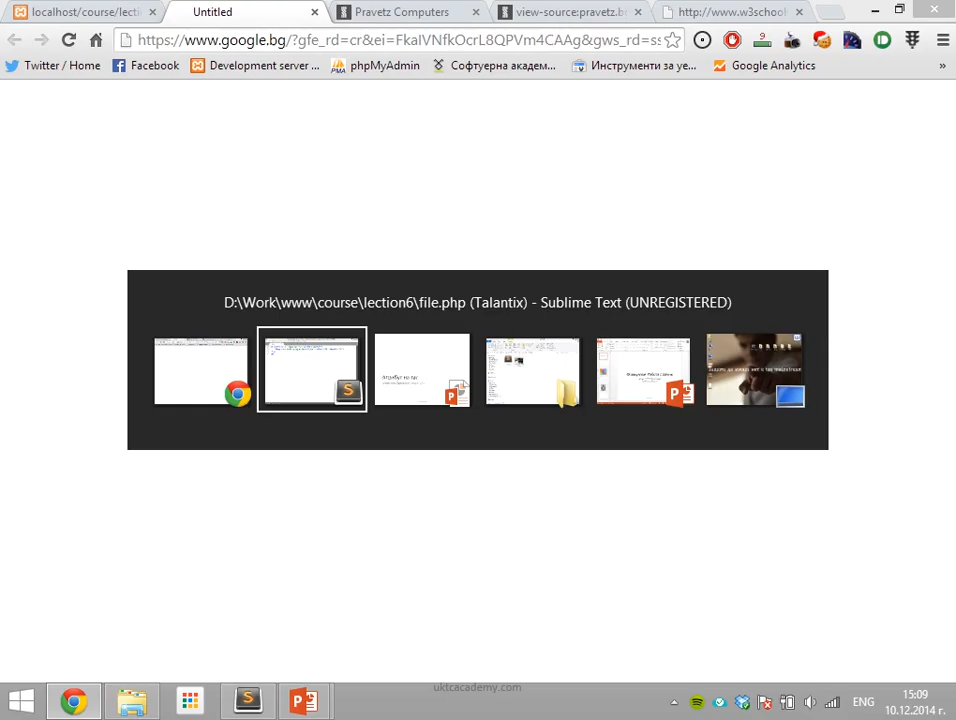 localhost/course/lecti
Untitled
Pravetz Computers
view-source:pravetz.b
http://www.w3school
https://www.google.bg/?gfe_rd=cr&ei=FkaIVNfkOcrL8QPVm4CAAg&gws_rd=ss
9
Twitter / Home
Facebook
Development server ...
phpMyAdmin
Софтуерна академ...
Инструменти за уе...
Google Analytics
»
D:\Work\www\course\lection6\file.php (Talantix) - Sublime Text (UNREGISTERED)
uktcacademy.com
ENG
15:09
10.12.2014 г.